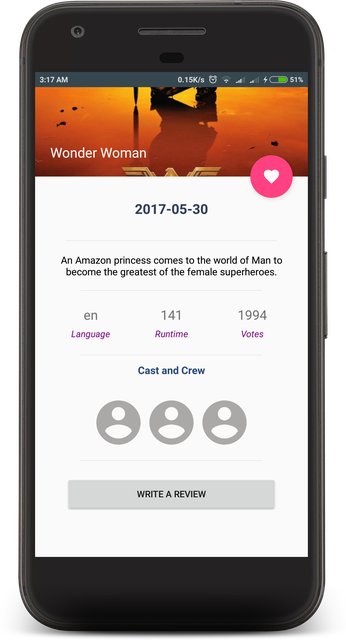 3:17 AM 0.15K/s 51%
Wonder Woman
2017-05-30
An Amazon princess comes to the world of Man to
become the greatest of the female superheroes.
en 141 1994
Language Runtime Votes
Cast and Crew
WRITE A REVIEW